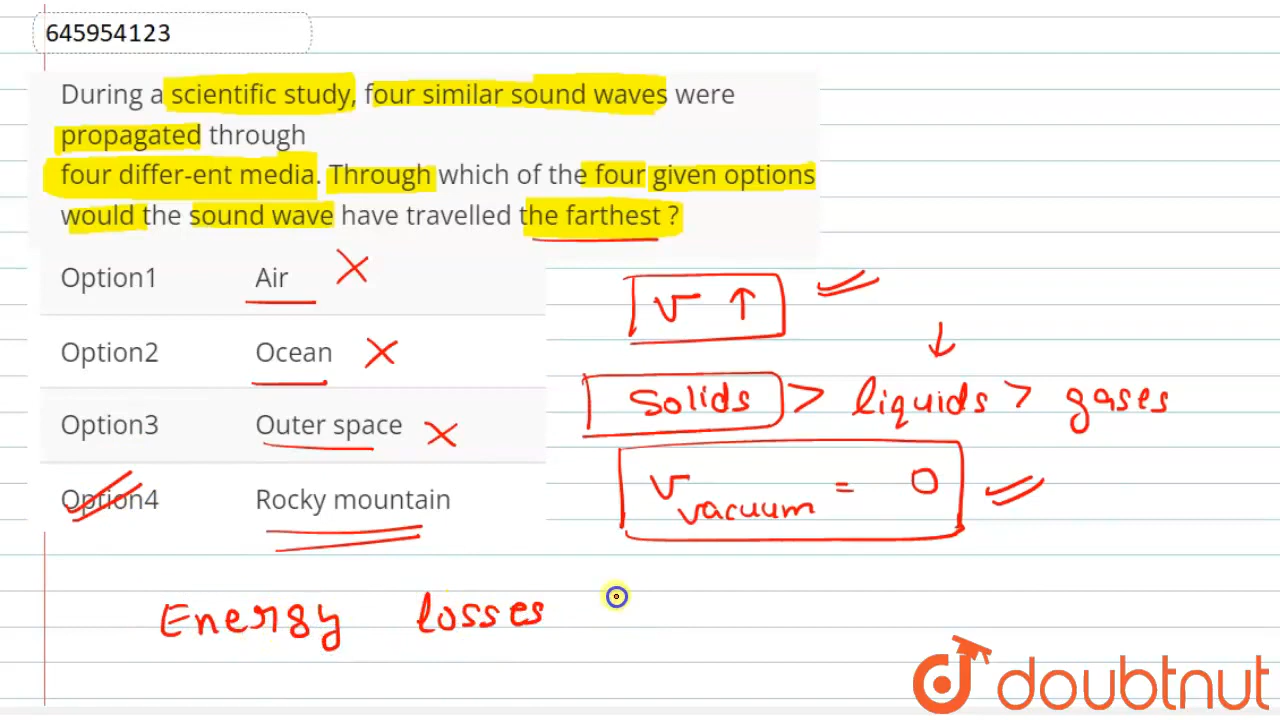 645954123
During a scientific study, four similar sound waves were
propagated through
four differ-ent media. Through which of the four given options
would the sound wave have travelled the farthest ?
Option1 Air
Option2 Ocean
Option3 Outer space
Option4 Rocky mountain
v ↑
Solids > liquids > gases
v vacuum = 0
Energy losses
doubtnut